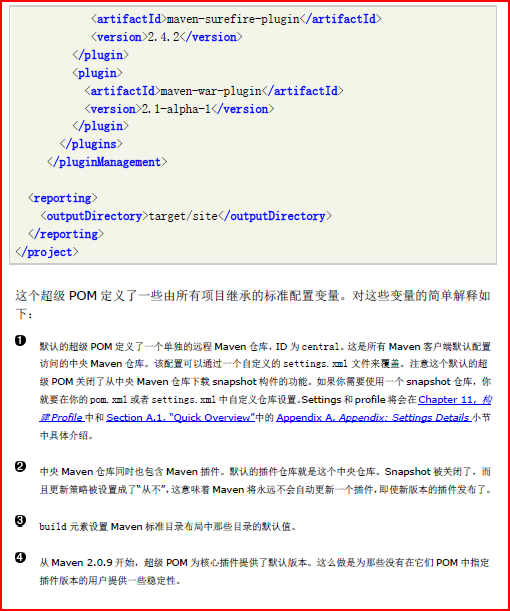 <artifactId>maven-surefire-plugin</artifactId>
<version>2.4.2</version>
</plugin>
<plugin>
<artifactId>maven-war-plugin</artifactId>
<version>2.1-alpha-1</version>
</plugin>
</plugins>
</pluginManagement>
<reporting>
<outputDirectory>target/site</outputDirectory>
</reporting>
</project>
这个超级 POM 定义了一些由所有项目继承的标准配置变量。对这些变量的简单解释如
下：
❶ 默认的超级 POM 定义了一个单独的远程 Maven 仓库，ID 为 central。这是所有 Maven 客户端默认配置
访问的中央 Maven 仓库。该配置可以通过一个自定义的 settings.xml 文件来覆盖。注意这个默认的超
级 POM 关闭了从中央 Maven 仓库下载 snapshot 构件的功能。如果你需要使用一个 snapshot 仓库，你
就要在你的 pom.xml 或者 settings.xml 中自定义仓库设置。Settings 和 profile 将会在 Chapter 11, 构
建 Profile 中和 Section A.1, “Quick Overview”中的 Appendix A, Appendix: Settings Details 小节
中具体介绍。
❷ 中央 Maven 仓库同时也包含 Maven 插件。默认的插件仓库就是这个中央仓库。Snapshot 被关闭了，而
且更新策略被设置成了“从不”，这意味着 Maven 将永远不会自动更新一个插件，即使新版本的插件发布了。
❸ build 元素设置 Maven 标准目录布局中那些目录的默认值。
❹ 从 Maven 2.0.9 开始，超级 POM 为核心插件提供了默认版本。这么做是为那些没有在它们 POM 中指定
插件版本的用户提供一些稳定性。